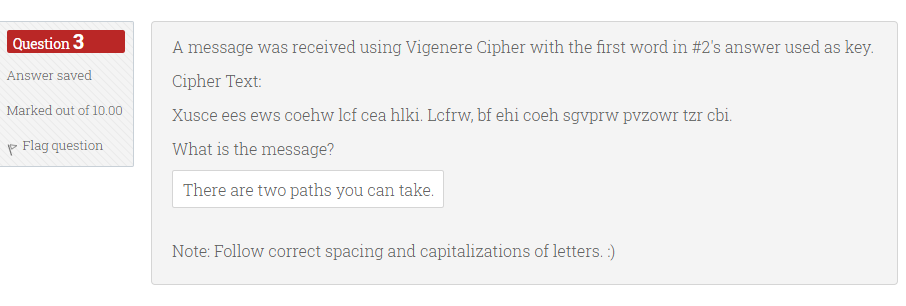 Question 3
Answer saved
Marked out of 10.00
Flag question
A message was received using Vigenere Cipher with the first word in #2's answer used as key.
Cipher Text:
Xusce ees ews coehw lcf cea hlki. Lcfrw, bf ehi coeh sgvprw pvzowr tzr cbi.
What is the message?
There are two paths you can take.
Note: Follow correct spacing and capitalizations of letters. :)